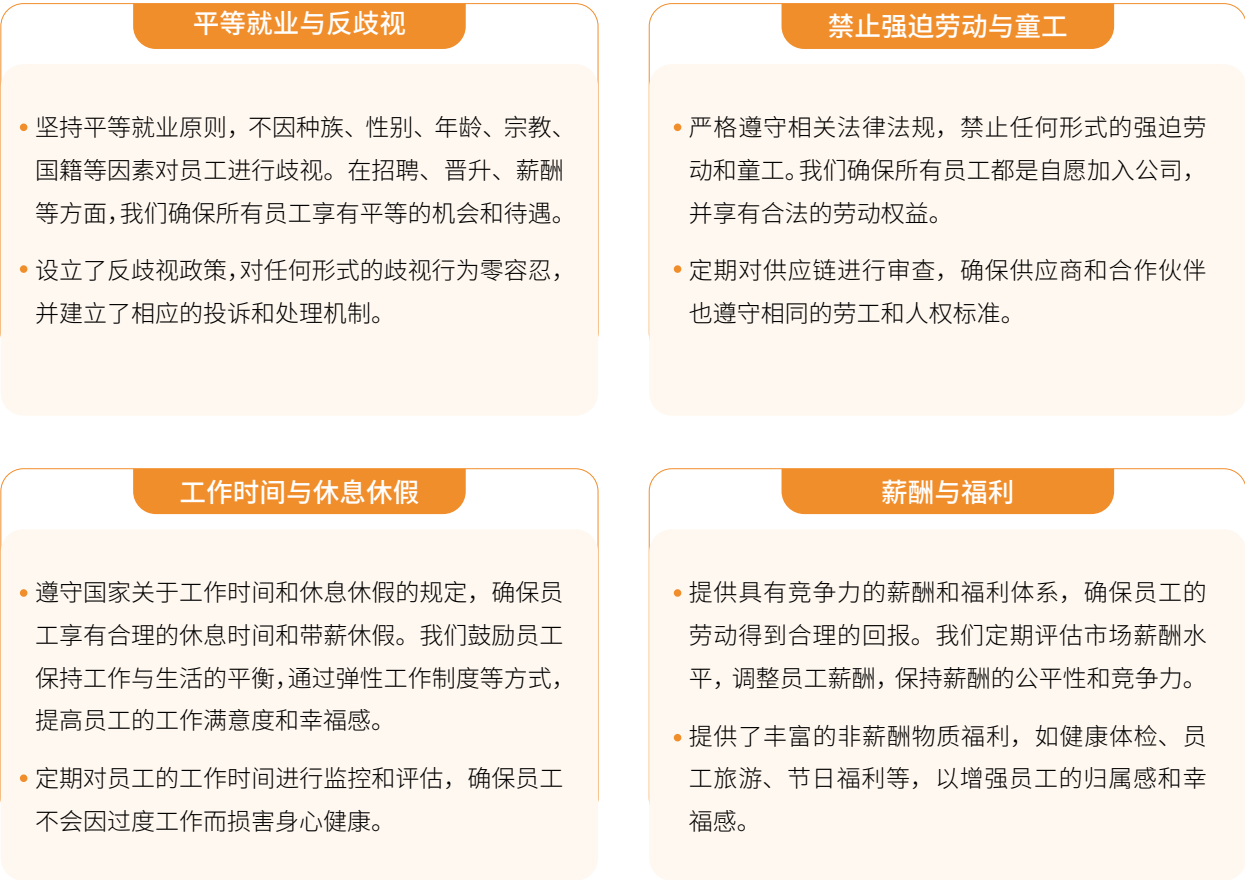 平等就业与反歧视
• 坚持平等就业原则，不因种族、性别、年龄、宗教、
国籍等因素对员工进行歧视。在招聘、晋升、薪酬
等方面，我们确保所有员工享有平等的机会和待遇。
• 设立了反歧视政策，对任何形式的歧视行为零容忍，
并建立了相应的投诉和处理机制。
禁止强迫劳动与童工
• 严格遵守相关法律法规，禁止任何形式的强迫劳
动和童工。我们确保所有员工都是自愿加入公司，
并享有合法的劳动权益。
• 定期对供应链进行审查，确保供应商和合作伙伴
也遵守相同的劳工和人权标准。
工作时间与休息休假
• 遵守国家关于工作时间和休息休假的规定，确保员
工享有合理的休息时间和带薪休假。我们鼓励员工
保持工作与生活的平衡，通过弹性工作制度等方式，
提高员工的工作满意度和幸福感。
• 定期对员工的工作时间进行监控和评估，确保员工
不会因过度工作而损害身心健康。
薪酬与福利
• 提供具有竞争力的薪酬和福利体系，确保员工的
劳动得到合理的回报。我们定期评估市场薪酬水
平，调整员工薪酬，保持薪酬的公平性和竞争力。
• 提供了丰富的非薪酬物质福利，如健康体检、员
工旅游、节日福利等，以增强员工的归属感和幸
福感。